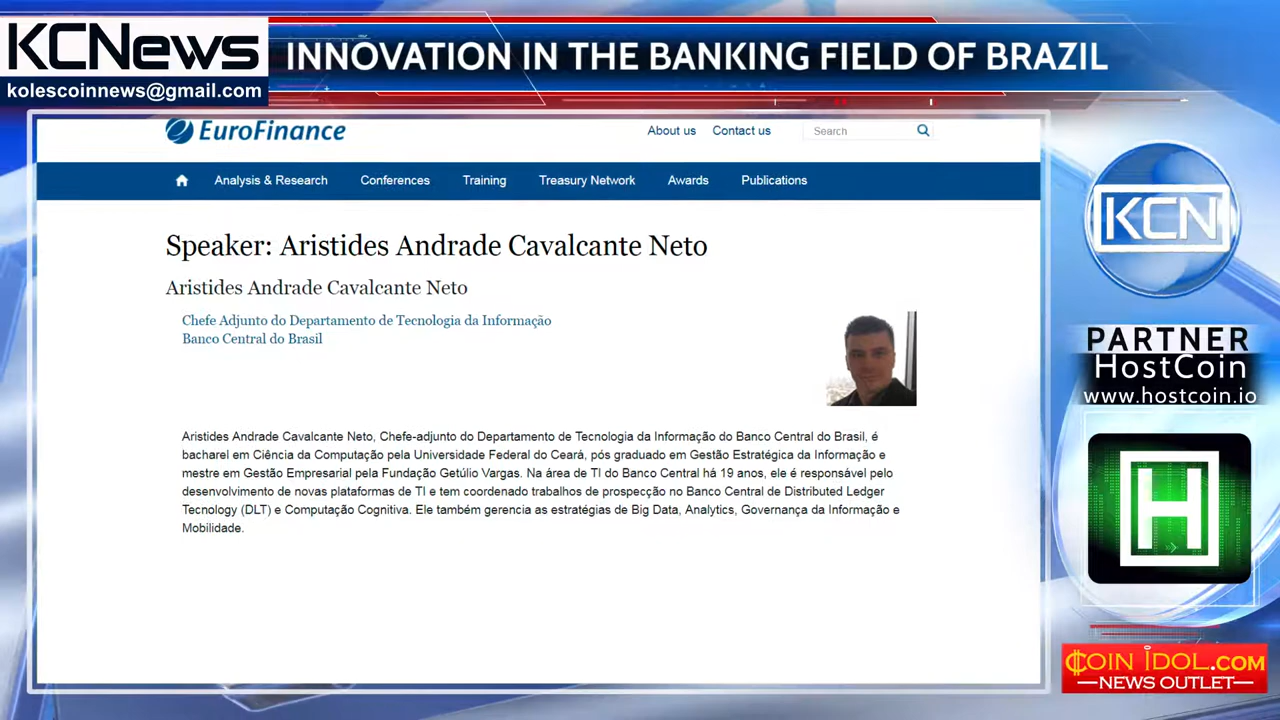 KCNews
kolescoinnews@gmail.com
INNOVATION IN THE BANKING FIELD OF BRAZIL
EuroFinance
About us Contact us Search
Analysis & Research Conferences Training Treasury Network Awards Publications
Speaker: Aristides Andrade Cavalcante Neto
Aristides Andrade Cavalcante Neto
Chefe Adjunto do Departamento de Tecnologia da Informação
Banco Central do Brasil
Aristides Andrade Cavalcante Neto, Chefe-adjunto do Departamento de Tecnologia da Informação do Banco Central do Brasil, é
bacharel em Ciência da Computação pela Universidade Federal do Ceará, pós graduado em Gestão Estratégica da Informação e
mestre em Gestão Empresarial pela Fundação Getúlio Vargas. Na área de TI do Banco Central há 19 anos, ele é responsável pelo
desenvolvimento de novas plataformas de TI e tem coordenado trabalhos de prospecção no Banco Central de Distributed Ledger
Tecnology (DLT) e Computação Cognitiva. Ele também gerencia as estratégias de Big Data, Analytics, Governança da Informação e
Mobilidade.
KCN
PARTNER
HostCoin
www.hostcoin.io
H
COIN IDOL.COM
NEWS OUTLET